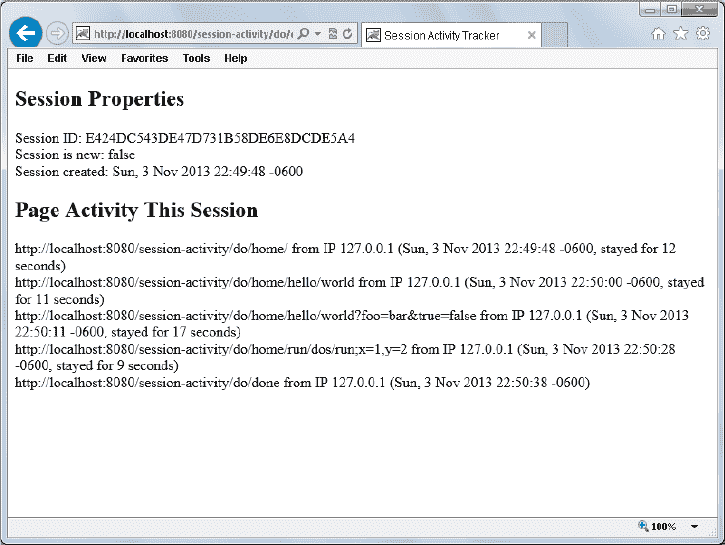 http://localhost:8080/session-activity/do/
Session Activity Tracker
File Edit View Favorites Tools Help
Session Properties
Session ID: E424DC543DE47D731B58DE6E8DCDE5A4
Session is new: false
Session created: Sun, 3 Nov 2013 22:49:48 -0600
Page Activity This Session
http://localhost:8080/session-activity/do/home/ from IP 127.0.0.1 (Sun, 3 Nov 2013 22:49:48 -0600, stayed for 12
seconds)
http://localhost:8080/session-activity/do/home/hello/world from IP 127.0.0.1 (Sun, 3 Nov 2013 22:50:00 -0600, stayed
for 11 seconds)
http://localhost:8080/session-activity/do/home/hello/world?foo=bar&true=false from IP 127.0.0.1 (Sun, 3 Nov 2013
22:50:11 -0600, stayed for 17 seconds)
http://localhost:8080/session-activity/do/home/run/dos/run;x=1,y=2 from IP 127.0.0.1 (Sun, 3 Nov 2013 22:50:28
-0600, stayed for 9 seconds)
http://localhost:8080/session-activity/do/done from IP 127.0.0.1 (Sun, 3 Nov 2013 22:50:38 -0600)
100%